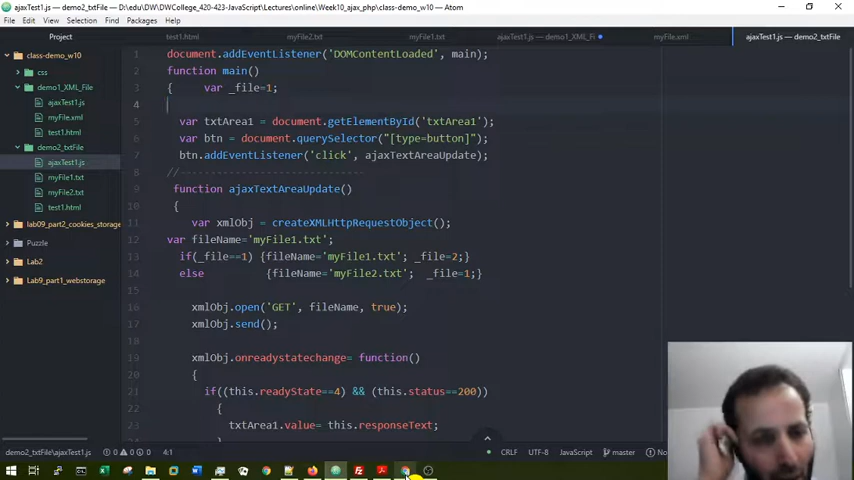 ajaxTest1.js — demo2_txtFile — D:\edu\DW\DWCollege_420-423-JavaScript\Lectures\online\Week10_ajax_php\class-demo_w10 — Atom
File Edit View Selection Find Packages Help
Project
test1.html
myFile2.txt
myFile1.txt
ajaxTest1.js — demo1_XML_Fi
myFile.xml
ajaxTest1.js — demo2_txtFile
class-demo_w10
css
demo1_XML_File
ajaxTest1.js
myFile.xml
test1.html
demo2_txtFile
ajaxTest1.js
myFile1.txt
myFile2.txt
test1.html
lab09_part2_cookies_storage
Puzzle
Lab2
Lab9_part1_webstorage
1 document.addEventListener('DOMContentLoaded', main);
2 function main()
3 { var _file=1;
4
5 var txtArea1 = document.getElementById('txtArea1');
6 var btn = document.querySelector("[type=button]");
7 btn.addEventListener('click', ajaxTextAreaUpdate);
8 //------------------------------
9 function ajaxTextAreaUpdate()
10 {
11 var xmlObj = createXMLHttpRequestObject();
12 var fileName='myFile1.txt';
13 if(_file==1) {fileName='myFile1.txt'; _file=2;}
14 else {fileName='myFile2.txt'; _file=1;}
15
16 xmlObj.open('GET', fileName, true);
17 xmlObj.send();
18
19 xmlObj.onreadystatechange= function()
20 {
21 if((this.readyState==4) && (this.status==200))
22 {
23 txtArea1.value= this.responseText;
24 }
demo2_txtFile\ajaxTest1.js 0 0 0 4:1
CRLF UTF-8 JavaScript master No